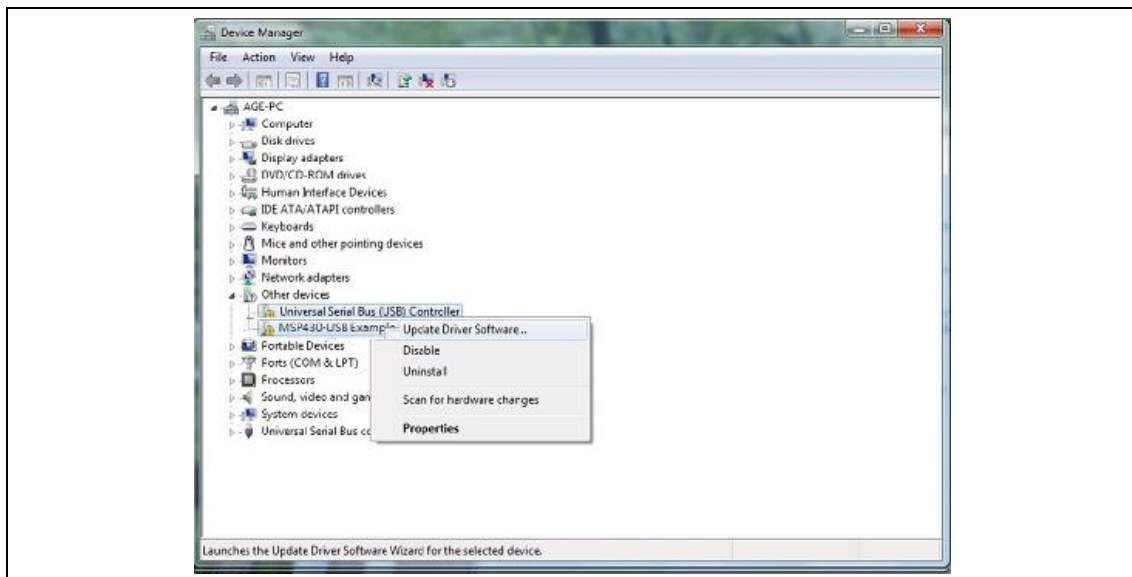 Device Manager
File Action View Help
AGE-PC
Computer
Disk drives
Display adapters
DVD/CD-ROM drives
Human Interface Devices
IDE ATA/ATAPI controllers
Keyboards
Mice and other pointing devices
Monitors
Network adapters
Other devices
Universal Serial Bus (USB) Controller
MSP430-USB Example
Update Driver Software...
Portable Devices
Disable
Ports (COM & LPT)
Uninstall
Processors
Sound, video and gan
Scan for hardware changes
System devices
Universal Serial Bus co
Properties
Launches the Update Driver Software Wizard for the selected device.